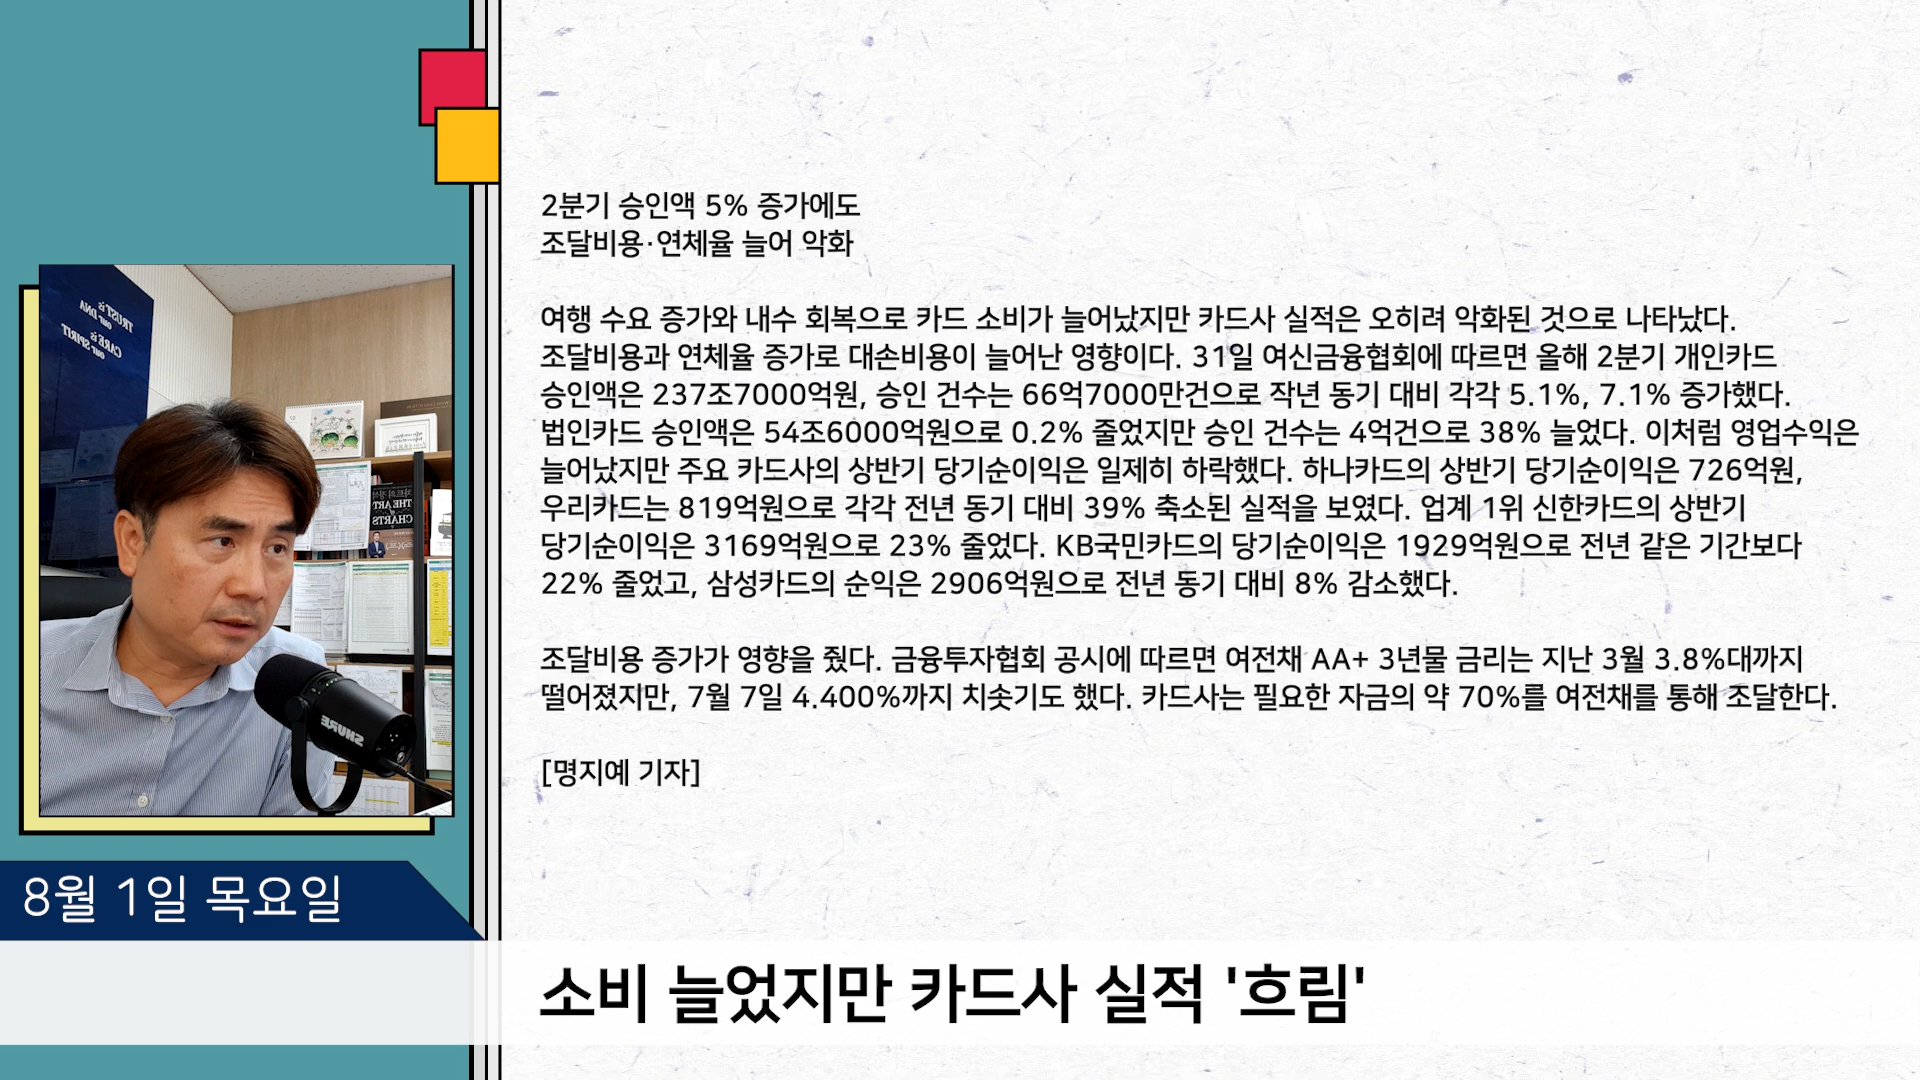 2분기 승인액 5% 증가에도
조달비용·연체율 늘어 악화
여행 수요 증가와 내수 회복으로 카드 소비가 늘어났지만 카드사 실적은 오히려 악화된 것으로 나타났다.
조달비용과 연체율 증가로 대손비용이 늘어난 영향이다. 31일 여신금융협회에 따르면 올해 2분기 개인카드
승인액은 237조7000억원, 승인 건수는 66억7000만건으로 작년 동기 대비 각각 5.1%, 7.1% 증가했다.
법인카드 승인액은 54조6000억원으로 0.2% 줄었지만 승인 건수는 4억건으로 38% 늘었다. 이처럼 영업수익은
늘어났지만 주요 카드사의 상반기 당기순이익은 일제히 하락했다. 하나카드의 상반기 당기순이익은 726억원,
우리카드는 819억원으로 각각 전년 동기 대비 39% 축소된 실적을 보였다. 업계 1위 신한카드의 상반기
당기순이익은 3169억원으로 23% 줄었다. KB국민카드의 당기순이익은 1929억원으로 전년 같은 기간보다
22% 줄었고, 삼성카드의 순익은 2906억원으로 전년 동기 대비 8% 감소했다.
조달비용 증가가 영향을 줬다. 금융투자협회 공시에 따르면 여전채 AA+ 3년물 금리는 지난 3월 3.8%대까지
떨어졌지만, 7월 7일 4.400%까지 치솟기도 했다. 카드사는 필요한 자금의 약 70%를 여전채를 통해 조달한다.
[명지예 기자]
TRUST is
our DNA
CARE is
our SPIRIT
THE ART
of
CHARTS
SHURE
8월 1일 목요일
소비 늘었지만 카드사 실적 '흐림'